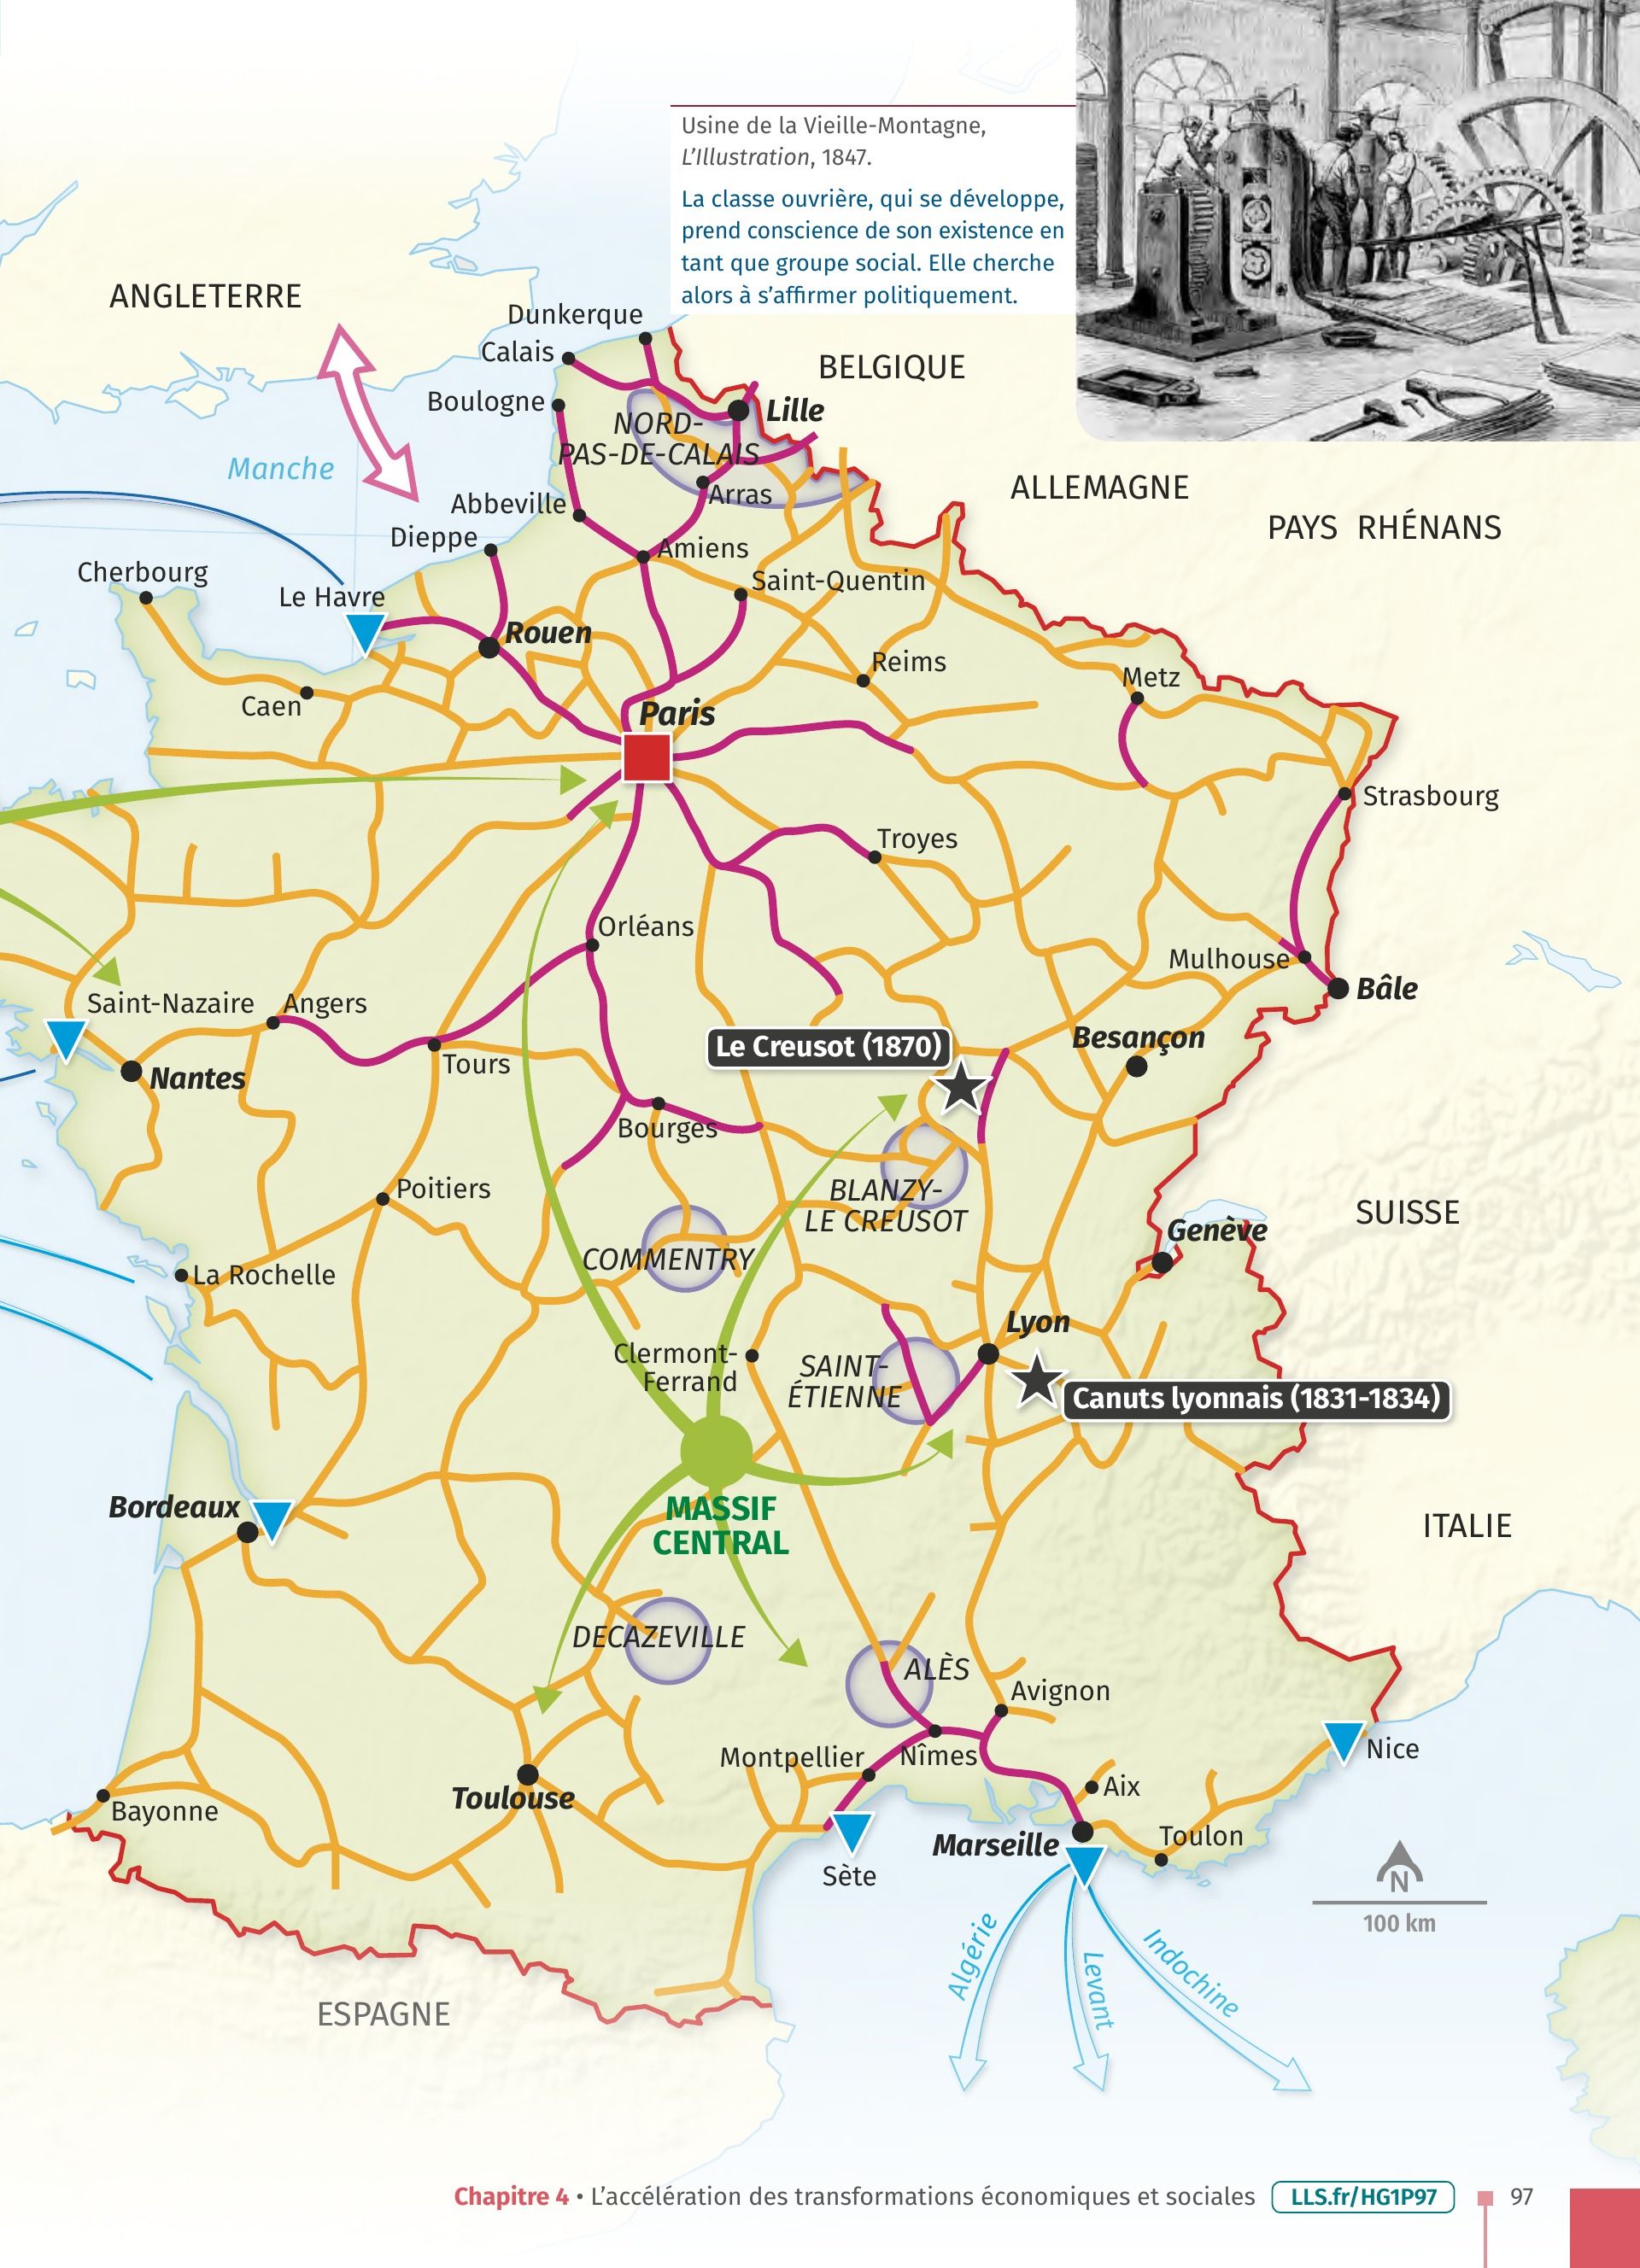 Usine de la Vieille-Montagne,
L'Illustration, 1847.
La classe ouvrière, qui se développe,
prend conscience de son existence en
tant que groupe social. Elle cherche
alors à s'affirmer politiquement.
ANGLETERRE
Dunkerque
Calais
BELGIQUE
Boulogne
Lille
NORD-
PAS-DE-CALAIS
Manche
ALLEMAGNE
Arras
Abbeville
PAYS RHÉNANS
Dieppe
Amiens
Cherbourg
Saint-Quentin
Le Havre
Rouen
Reims
Metz
Caen
Paris
Strasbourg
Troyes
Orléans
Mulhouse
Bâle
Saint-Nazaire
Angers
Le Creusot (1870)
Besançon
Tours
Nantes
Bourges
Poitiers
BLANZY-
LE CREUSOT
SUISSE
Genève
COMMENTRY
La Rochelle
Lyon
Clermont-
Ferrand
SAINT-
ÉTIENNE
Canuts lyonnais (1831-1834)
Bordeaux
MASSIF
CENTRAL
ITALIE
DECAZEVILLE
ALÈS
Avignon
Montpellier
Nîmes
Nice
Aix
Toulouse
Bayonne
Marseille
Toulon
Sète
N
100 km
Algérie
Levant
Indochine
ESPAGNE
Chapitre 4 • L'accélération des transformations économiques et sociales LLS.fr/HG1P97 97